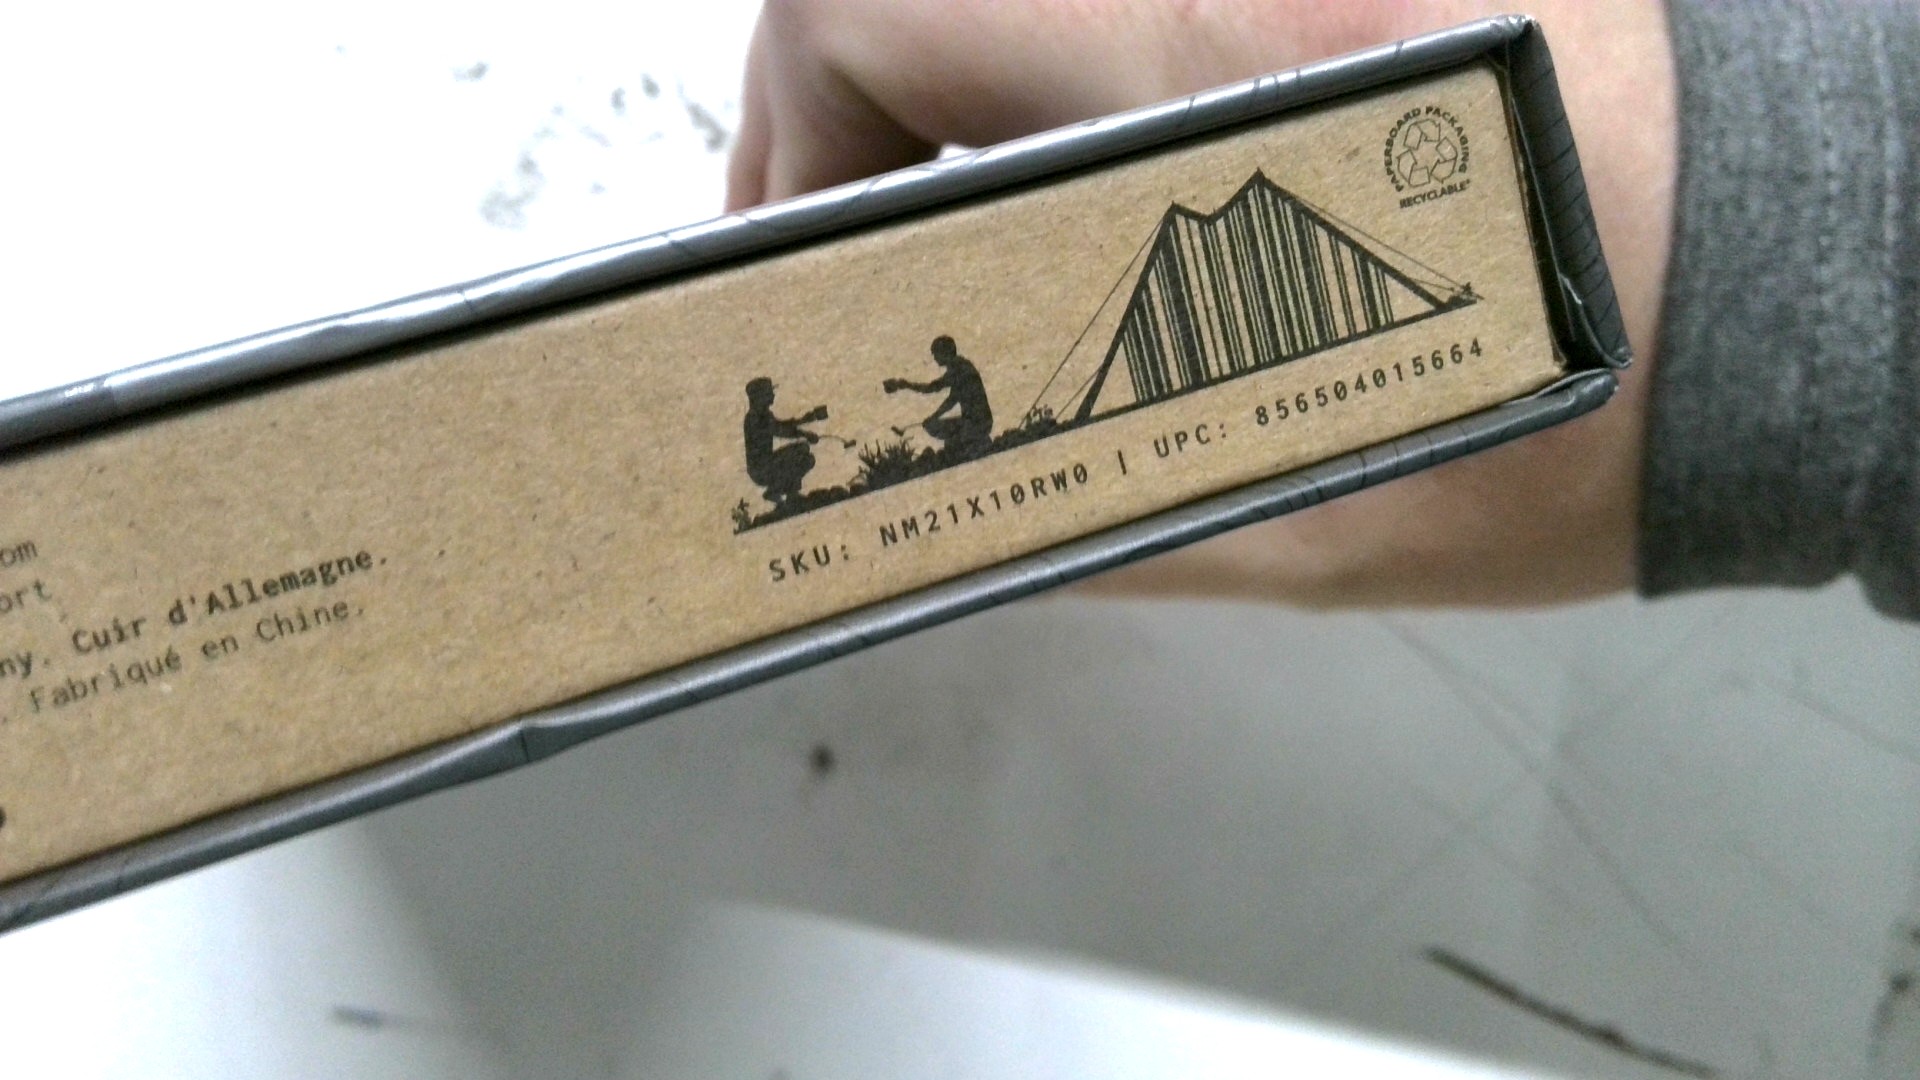 PAPERBOARD PACKAGING
RECYCLABLE*
SKU: NM21X10RW0 | UPC: 856504015664
om
ort
ny. Cuir d'Allemagne.
. Fabriqué en Chine.